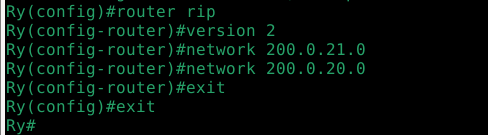 Ry(config)#router rip
Ry(config-router)#version 2
Ry(config-router)#network 200.0.21.0
Ry(config-router)#network 200.0.20.0
Ry(config-router)#exit
Ry(config)#exit
Ry#